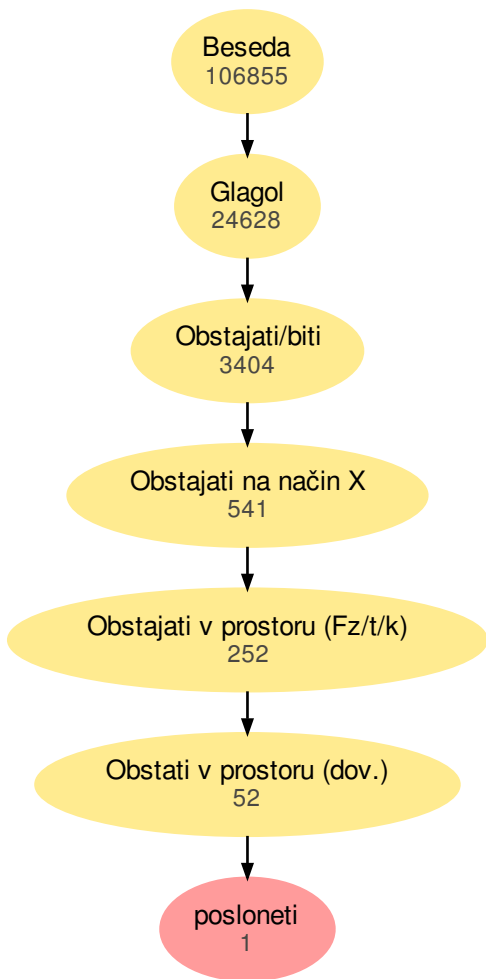 Beseda
106855
Glagol
24628
Obstajati/biti
3404
Obstajati na način X
541
Obstajati v prostoru (Fz/t/k)
252
Obstati v prostoru (dov.)
52
posloneti
1